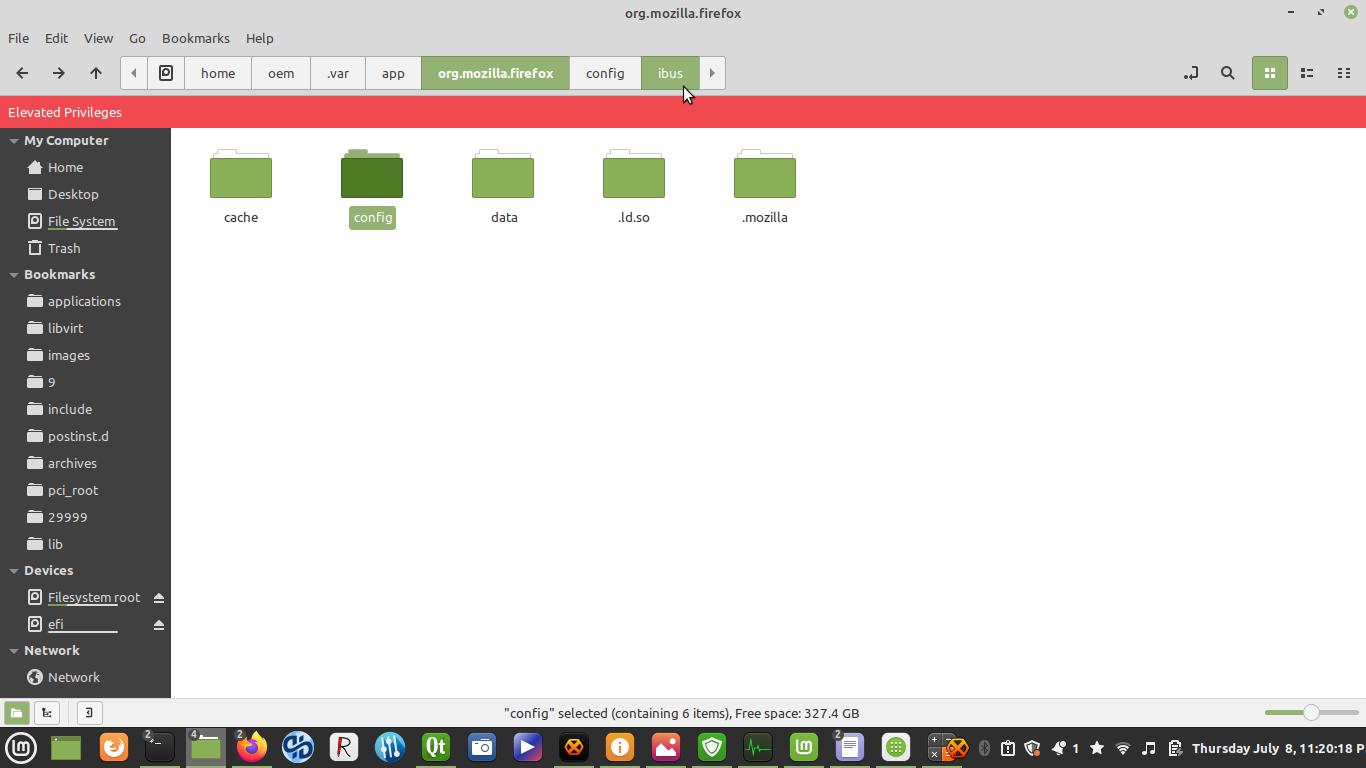 org.mozilla.firefox
File Edit View Go Bookmarks Help
home oem .var app org.mozilla.firefox config ibus
Elevated Privileges
My Computer
Home
Desktop
File System
Trash
Bookmarks
applications
libvirt
images
9
include
postinst.d
archives
pci_root
29999
lib
Devices
Filesystem root
efi
Network
Network
cache config data .ld.so .mozilla
"config" selected (containing 6 items), Free space: 327.4 GB
2 4 2 Qt 2 1 Thursday July 8, 11:20:18 P